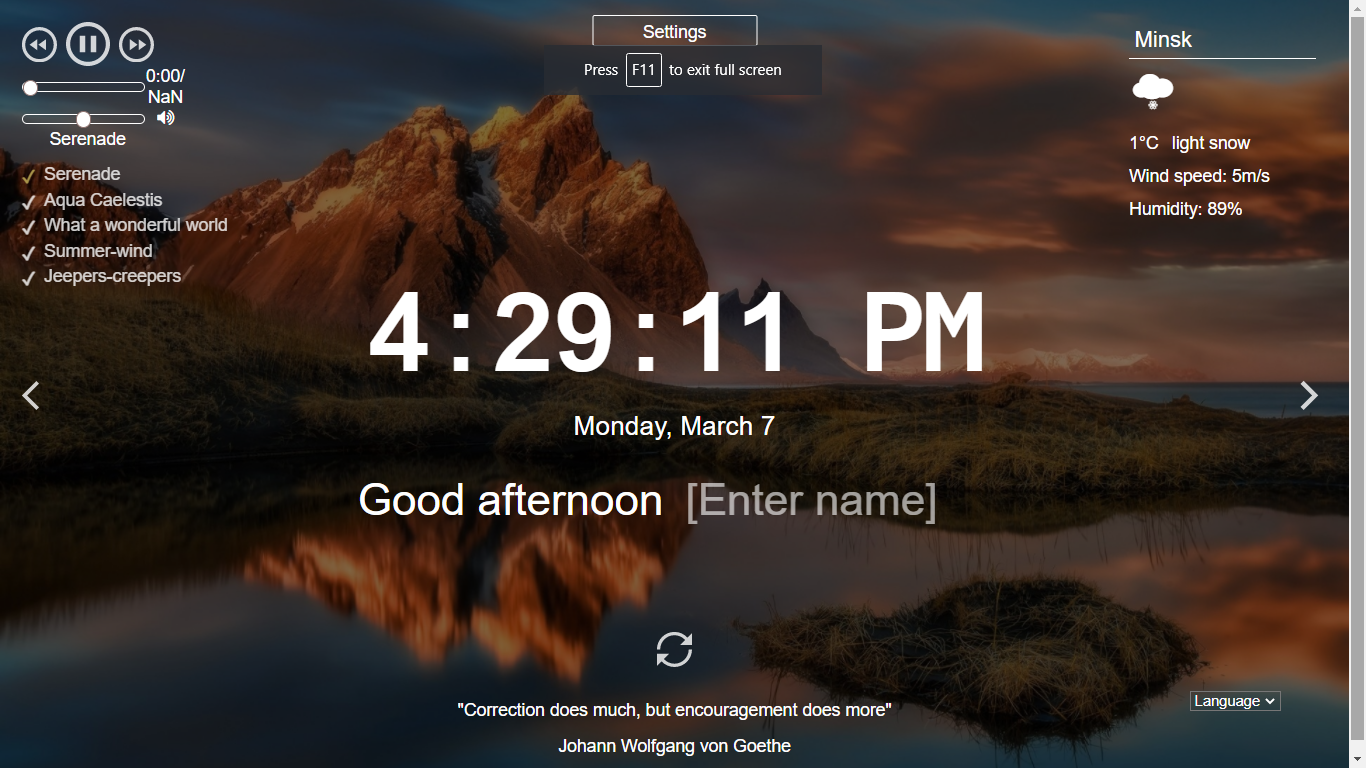 Settings
Press F11 to exit full screen
0:00/
NaN
Serenade
Serenade
Aqua Caelestis
What a wonderful world
Summer-wind
Jeepers-creepers
Minsk
1°C light snow
Wind speed: 5m/s
Humidity: 89%
4:29:11 PM
Monday, March 7
Good afternoon [Enter name]
"Correction does much, but encouragement does more"
Johann Wolfgang von Goethe
Language